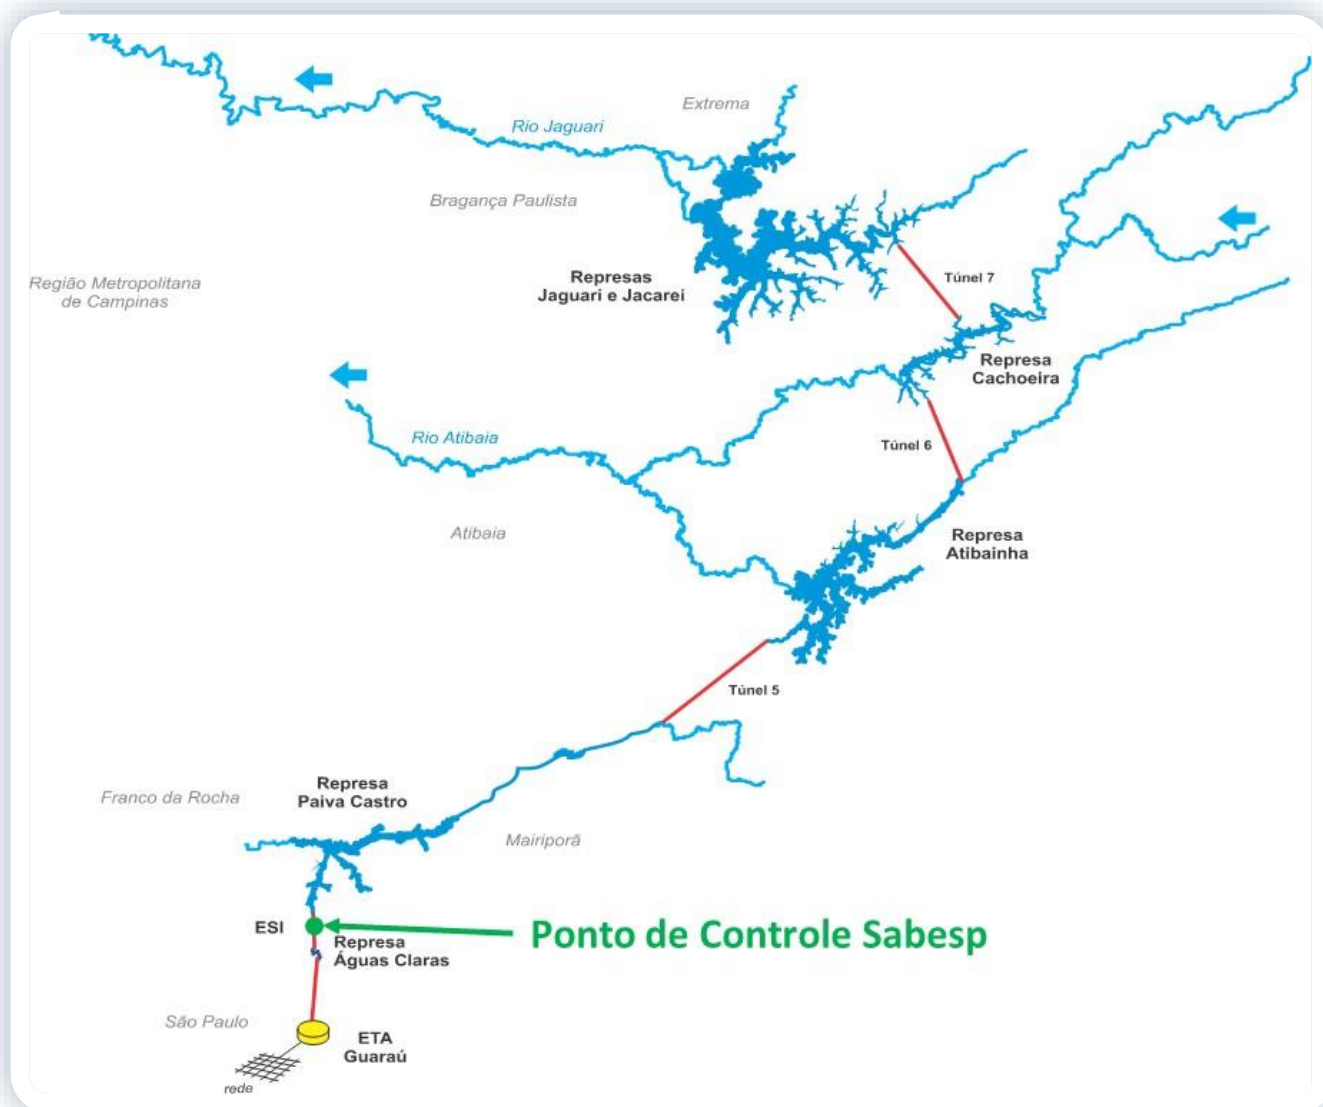 Extrema
Rio Jaguari
Bragança Paulista
Região Metropolitana
de Campinas
Represas
Jaguari e Jacareí
Túnel 7
Represa
Cachoeira
Rio Atibaia
Túnel 6
Atibaia
Represa
Atibainha
Túnel 5
Represa
Paiva Castro
Franco da Rocha
Mairiporã
ESI
Ponto de Controle Sabesp
Represa
Águas Claras
São Paulo
ETA
Guaraú
rede